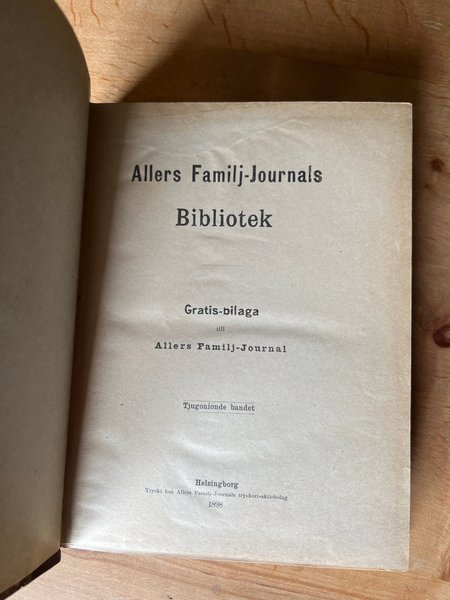 Allers Familj-Journals
Bibliotek
Gratis-bilaga
till
Allers Familj-Journal
Tjugonionde bandet
Helsingborg
Tryckt hos Allers Familj-Journals tryckeri-aktiebolag
1898